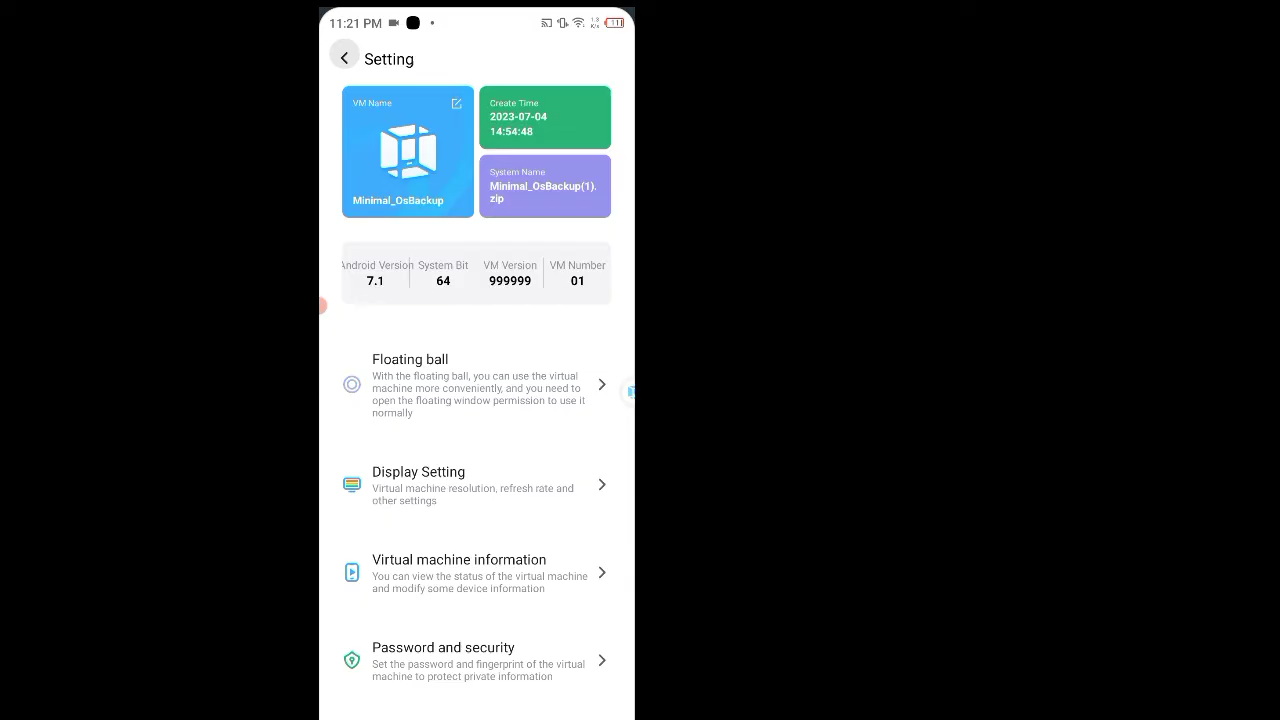 11:21 PM
1.8
K/s
11
Setting
VM Name
Minimal_OsBackup
Create Time
2023-07-04
14:54:48
System Name
Minimal_OsBackup(1).
zip
Android Version
7.1
System Bit
64
VM Version
999999
VM Number
01
Floating ball
With the floating ball, you can use the virtual
machine more conveniently, and you need to
open the floating window permission to use it
normally
Display Setting
Virtual machine resolution, refresh rate and
other settings
Virtual machine information
You can view the status of the virtual machine
and modify some device information
Password and security
Set the password and fingerprint of the virtual
machine to protect private information